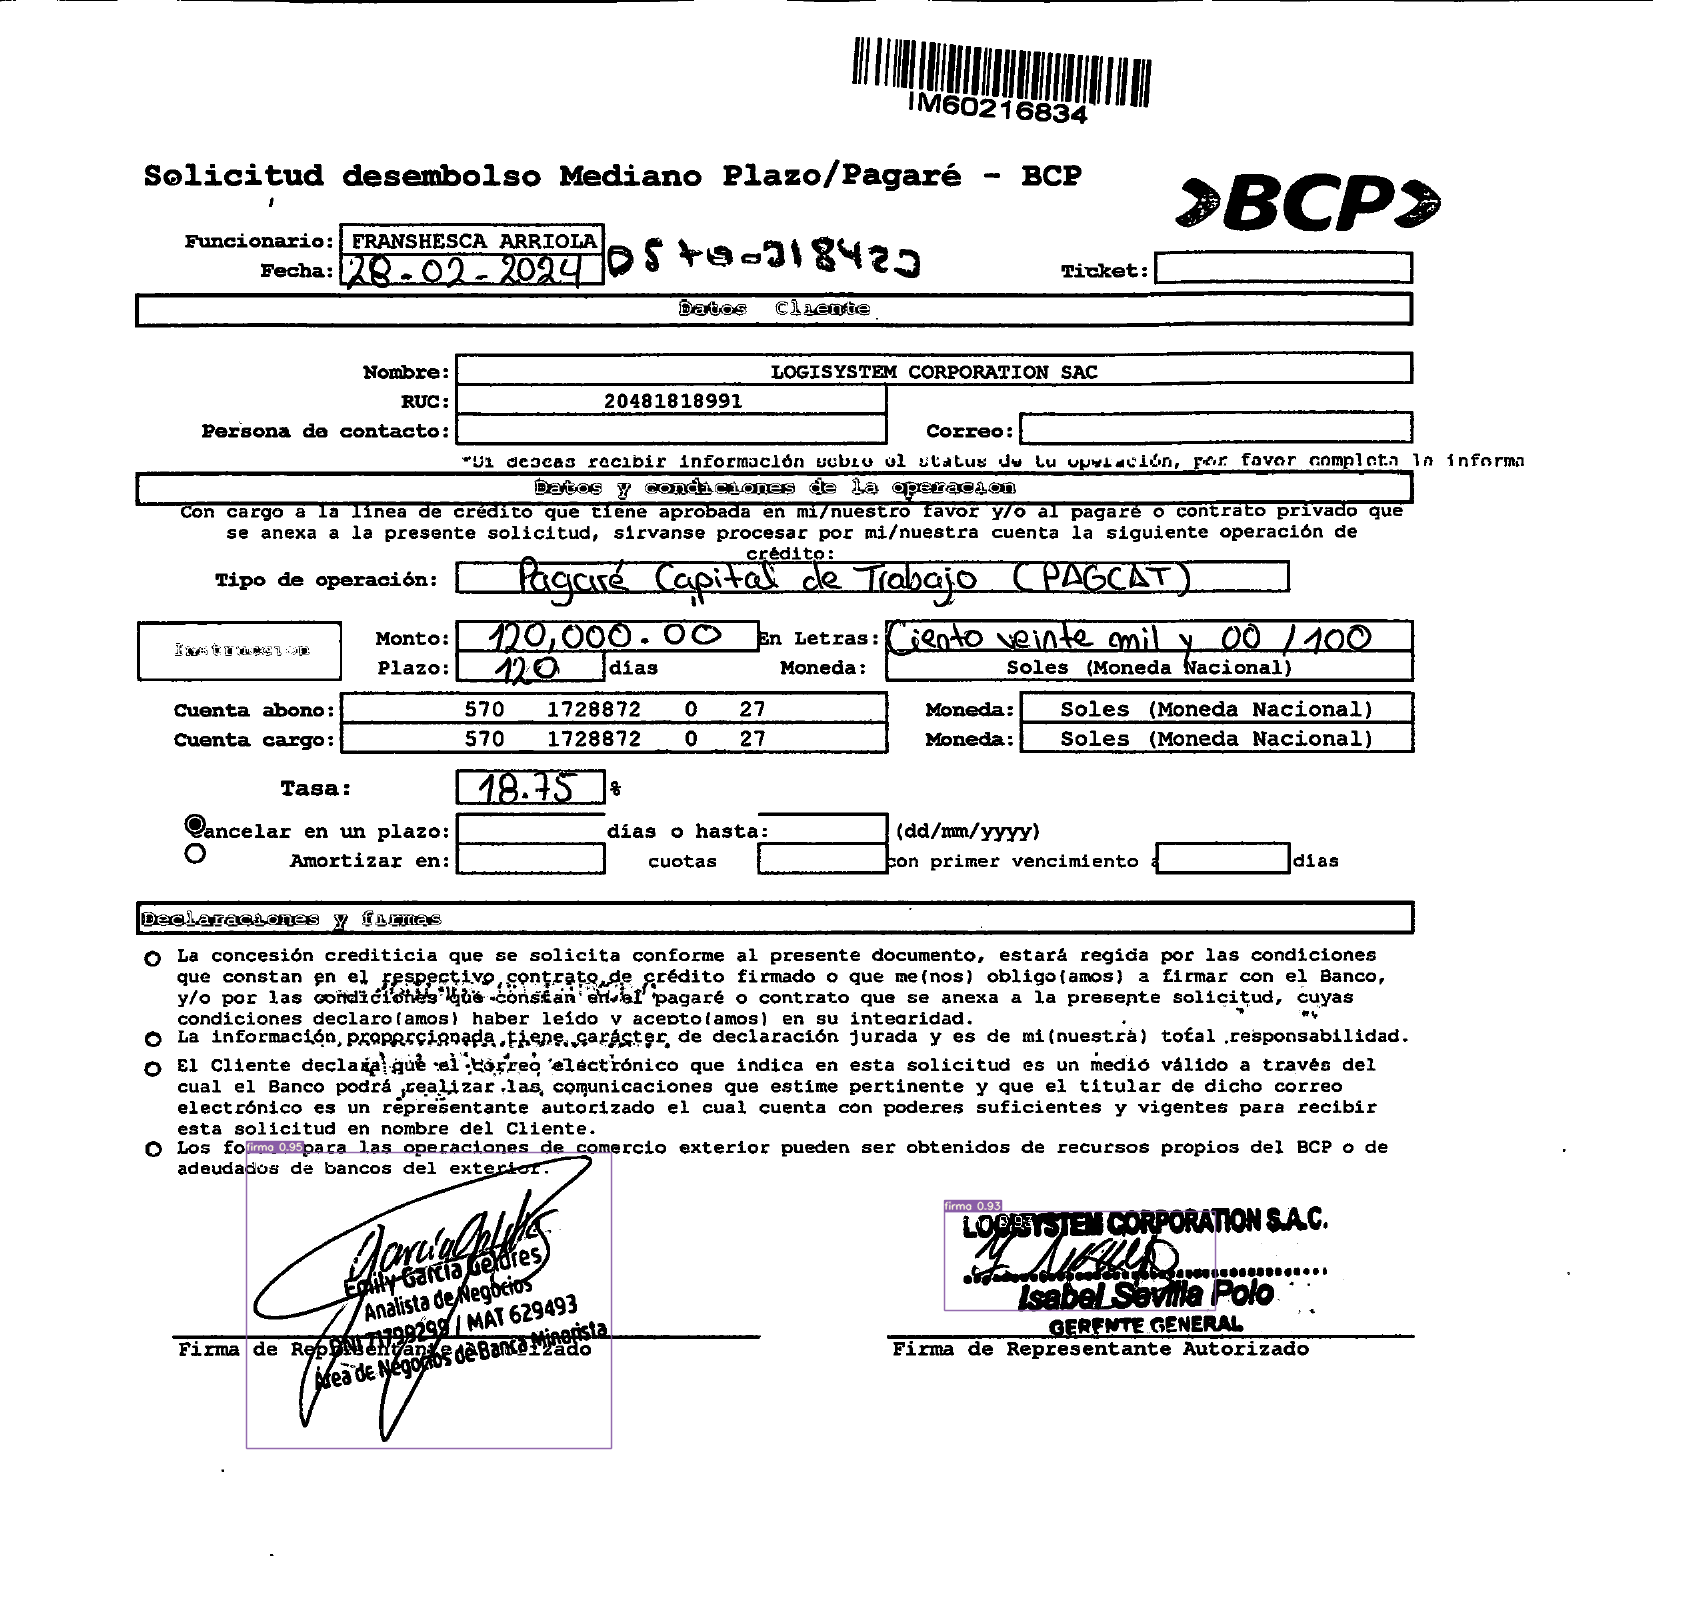 IM60216834
Solicitud desembolso Mediano Plazo/Pagaré - BCP
>BCP>
Funcionario: FRANSHESCA ARRIOLA
Fecha: 28-02-2024
Ticket:
Datos Cliente
Nombre: LOGISYSTEM CORPORATION SAC
RUC: 20481818991
Persona de contacto: Correo:
recibir información el status de tu operación, por favor completa la informa
Datos y condiciones de la operacion
Con cargo a la línea de crédito que tiene aprobada en mi/nuestro favor y/o al pagaré o contrato privado que
se anexa a la presente solicitud, sírvanse procesar por mi/nuestra cuenta la siguiente operación de
crédito:
Tipo de operación: Pagaré Capital de Trabajo (PAGCAT)
Instruccion
Monto: 120,000.00 En Letras: Ciento veinte mil y 00/100
Plazo: 120 días Moneda: Soles (Moneda Nacional)
Cuenta abono: 570 1728872 0 27 Moneda: Soles (Moneda Nacional)
Cuenta cargo: 570 1728872 0 27 Moneda: Soles (Moneda Nacional)
Tasa: 18.75 %
Cancelar en un plazo: días o hasta: (dd/mm/yyyy)
Amortizar en: cuotas con primer vencimiento a días
Declaraciones y firmas
La concesión crediticia que se solicita conforme al presente documento, estará regida por las condiciones
que constan en el respectivo contrato de crédito firmado o que me(nos) obligo(amos) a firmar con el Banco,
y/o por las condiciones que constan en el pagaré o contrato que se anexa a la presente solicitud, cuyas
condiciones declaro(amos) haber leído y acepto(amos) en su integridad.
La información proporcionada tiene carácter de declaración jurada y es de mi(nuestra) total responsabilidad.
El Cliente declara que el correo electrónico que indica en esta solicitud es un medio válido a través del
cual el Banco podrá realizar las comunicaciones que estime pertinente y que el titular de dicho correo
electrónico es un representante autorizado el cual cuenta con poderes suficientes y vigentes para recibir
esta solicitud en nombre del Cliente.
Los fo para las operaciones de comercio exterior pueden ser obtenidos de recursos propios del BCP o de
adeudados de bancos del exterior.
firma 0.95
Emily García Geldres
Analista de Negocios
DNI 71799299 / MAT 629493
Área de Negocios de Banca Minorista
Firma de Representante Autorizado
firma 0.93
LOGISYSTEM CORPORATION S.A.C.
Isabel Sevilla Polo
GERENTE GENERAL
Firma de Representante Autorizado